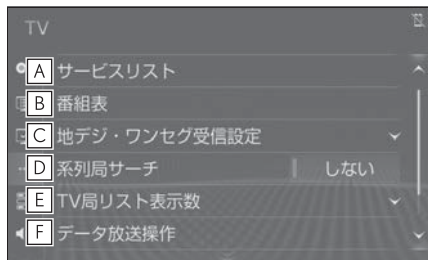 TV
A サービスリスト
B 番組表
C 地デジ・ワンセグ受信設定
D 系列局サーチ しない
E TV局リスト表示数
F データ放送操作